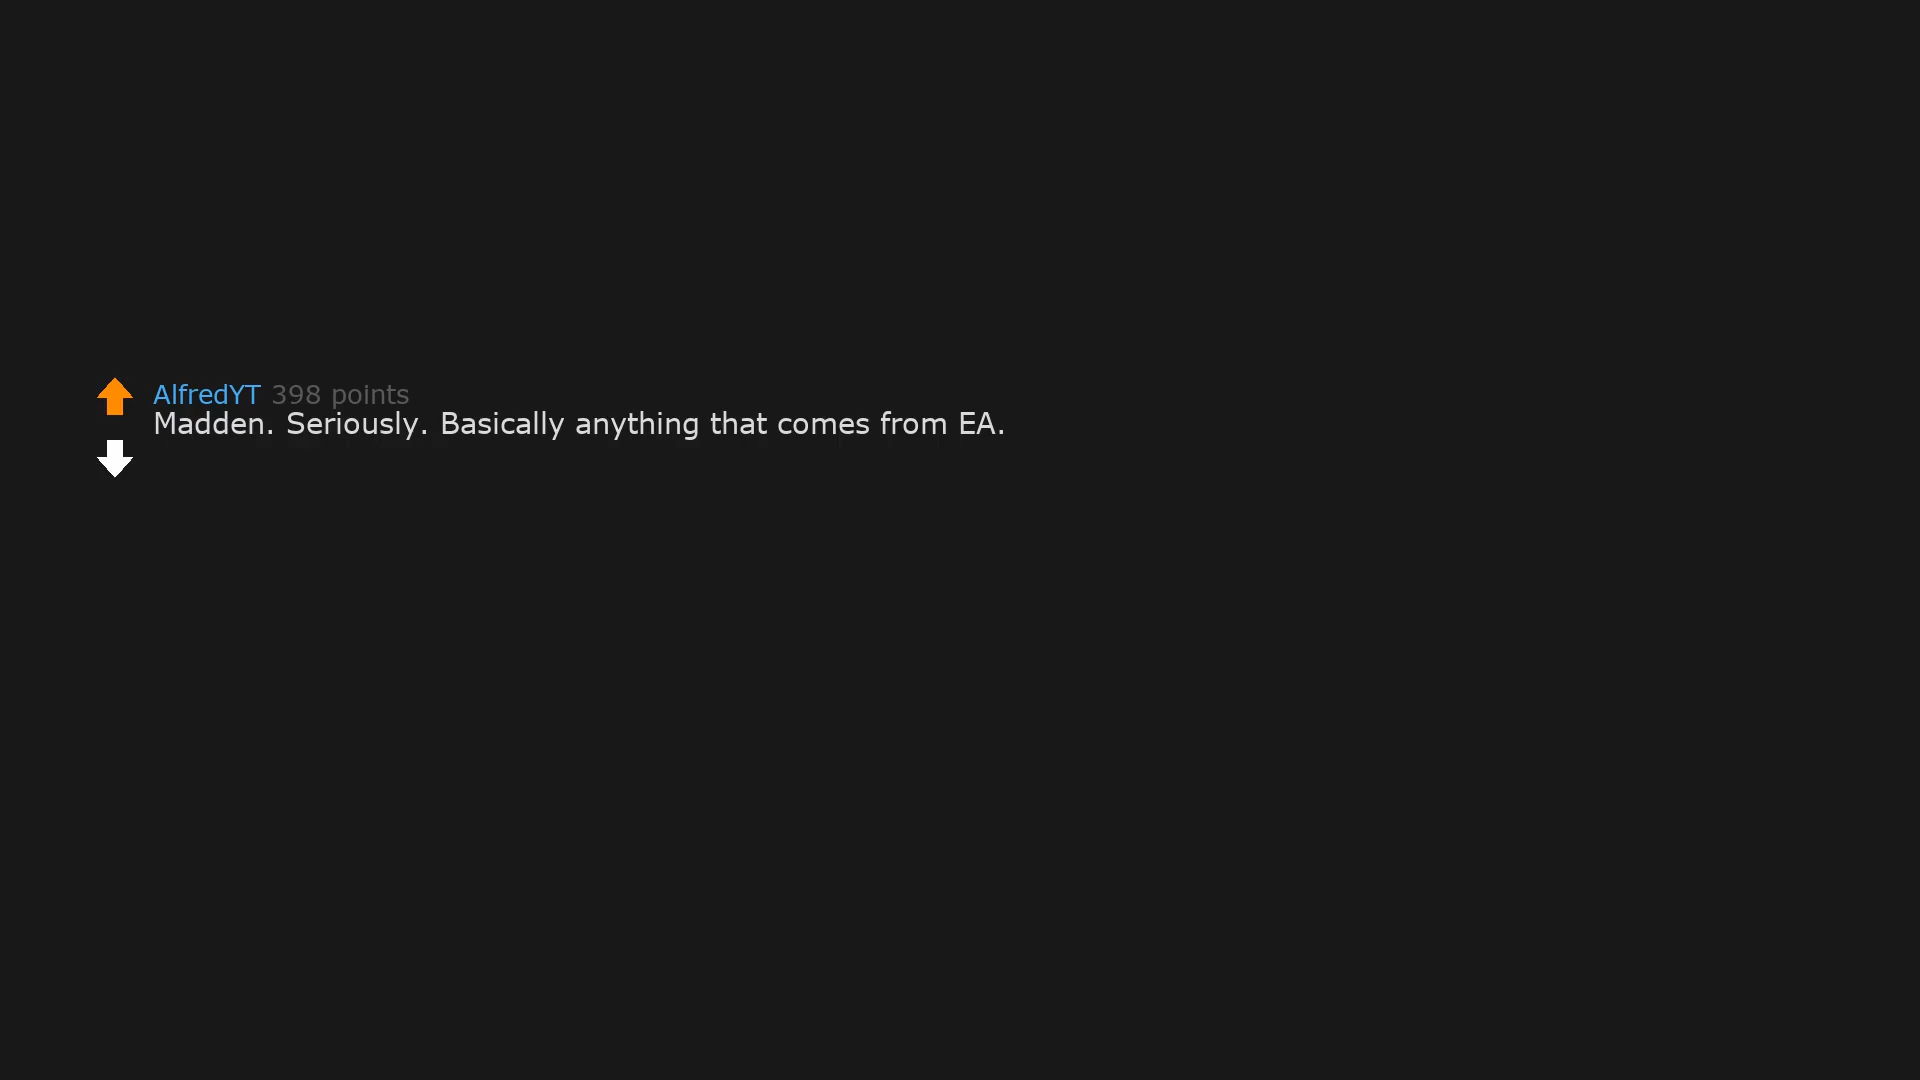 AlfredYT 398 points
Madden. Seriously. Basically anything that comes from EA.